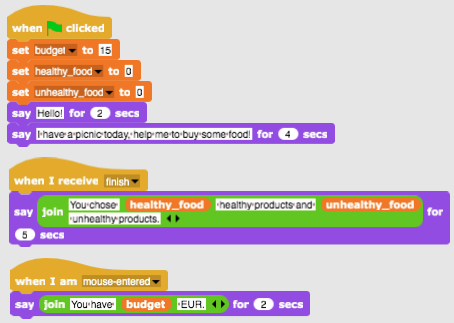 when clicked
set budget to 15
set healthy_food to 0
set unhealthy_food to 0
say Hello! for 2 secs
say I have a picnic today, help me to buy some food! for 4 secs
when I receive finish
say join You chose healthy_food healthy products and unhealthy_food unhealthy products. for
5 secs
when I am mouse-entered
say join You have budget EUR. for 2 secs